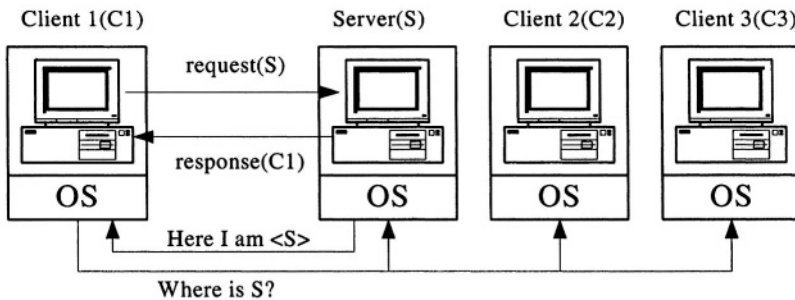 Client 1(C1) Server(S) Client 2(C2) Client 3(C3)
request(S)
response(C1)
OS OS OS OS
Here I am <S>
Where is S?